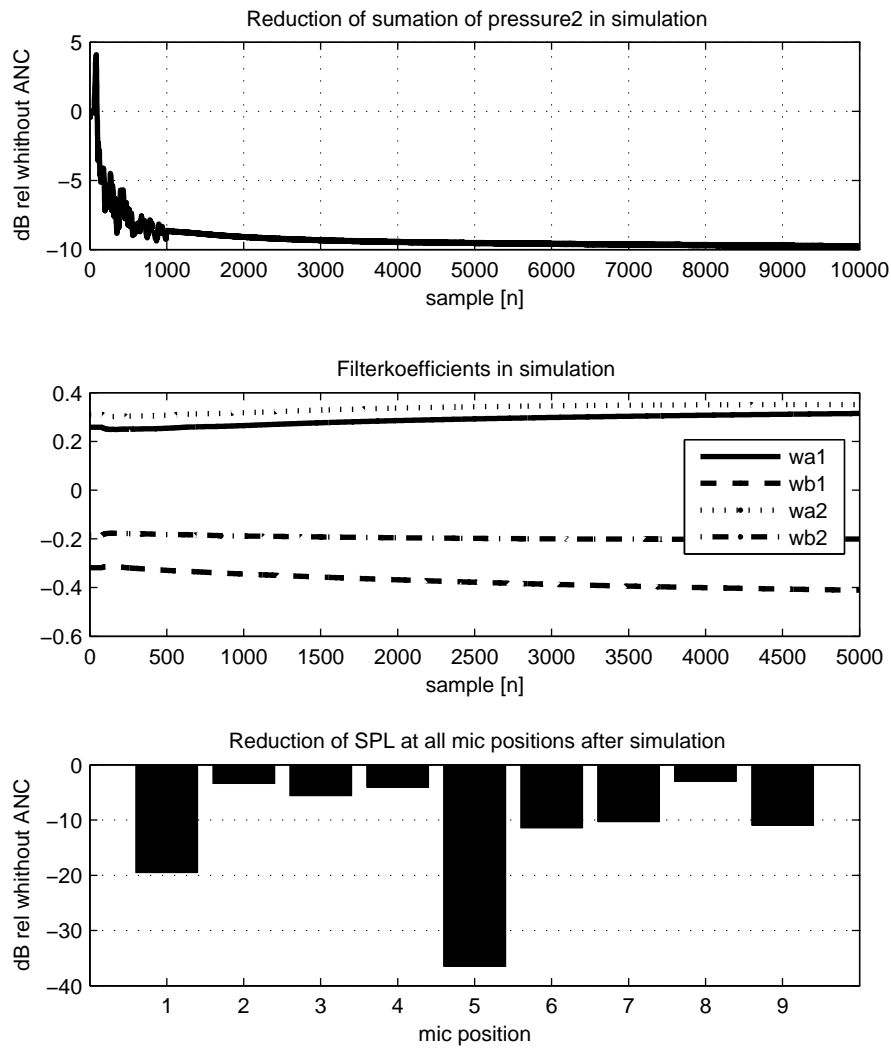 Reduction of sumation of pressure2 in simulation
dB rel whithout ANC
5
0
−5
−10
0 1000 2000 3000 4000 5000 6000 7000 8000 9000 10000
sample [n]
Filterkoefficients in simulation
0.4
0.2
0
−0.2
−0.4
−0.6
wa1
wb1
wa2
wb2
0 500 1000 1500 2000 2500 3000 3500 4000 4500 5000
sample [n]
Reduction of SPL at all mic positions after simulation
dB rel whithout ANC
0
−10
−20
−30
−40
1 2 3 4 5 6 7 8 9
mic position